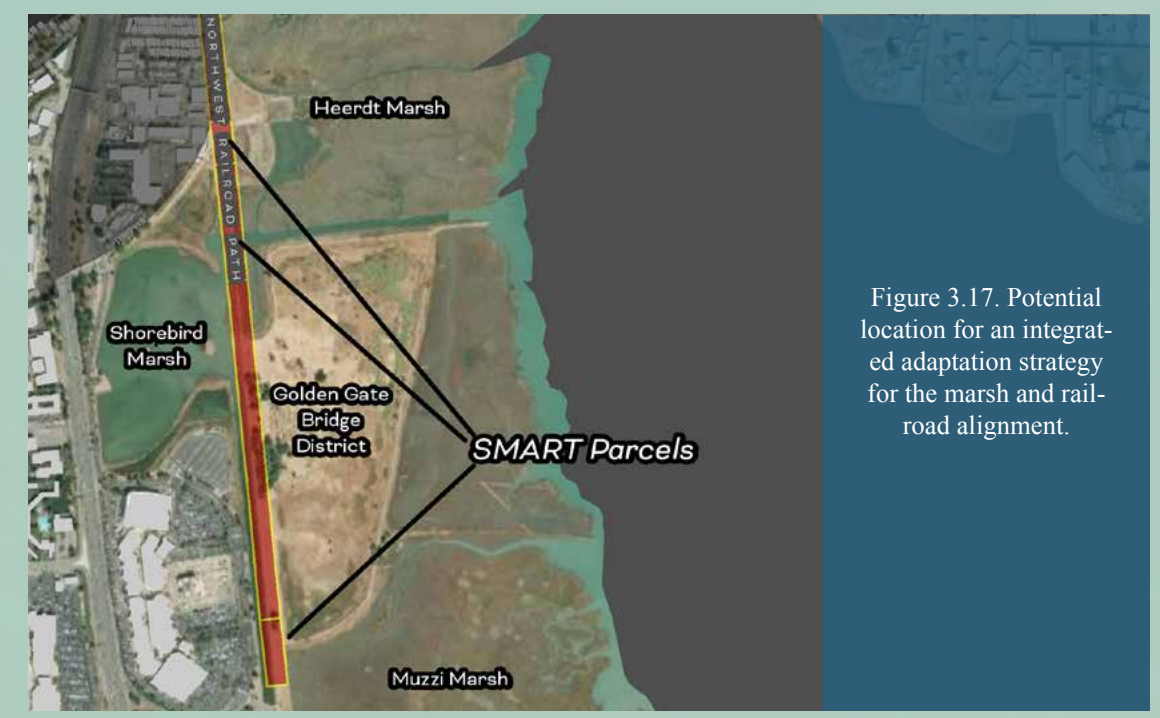 NORTHWEST RAILROAD PATH
Heerdt Marsh
Shorebird
Marsh
Golden Gate
Bridge
District
SMART Parcels
Muzzi Marsh
Figure 3.17. Potential
location for an integrat-
ed adaptation strategy
for the marsh and rail-
road alignment.